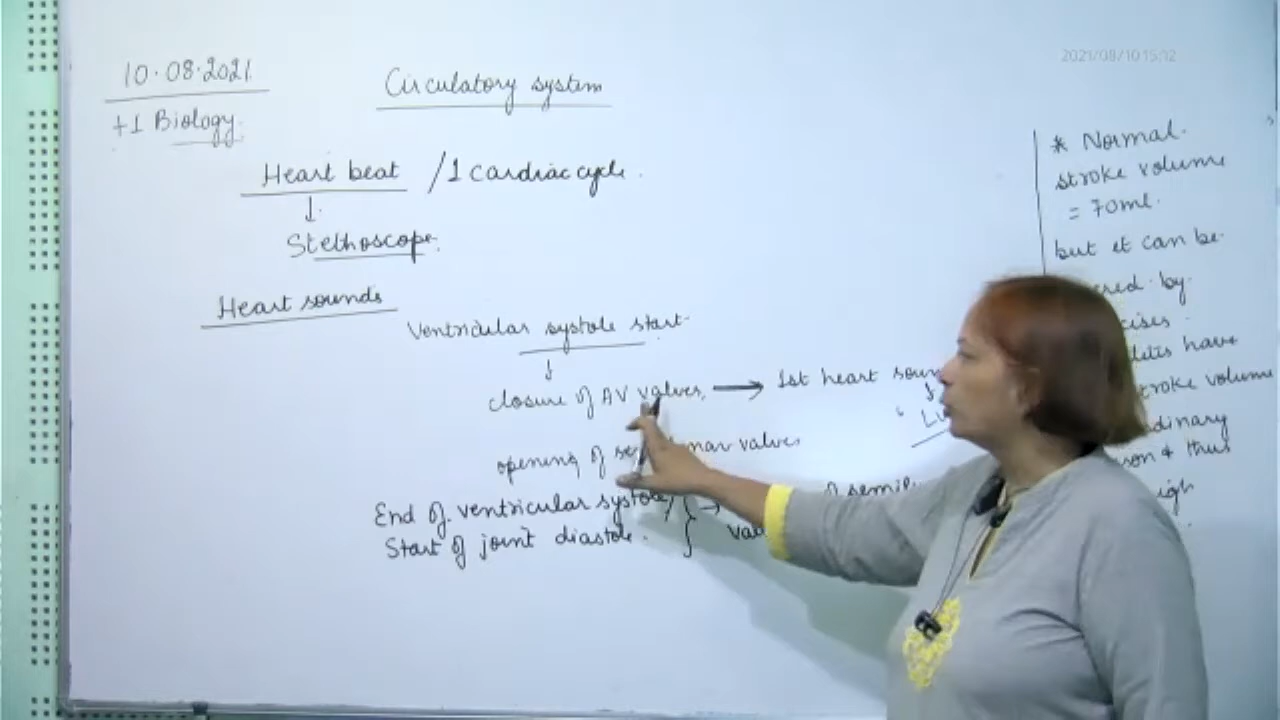 2021/08/10 15:12
10.08.2021
+1 Biology
Circulatory system
Heart beat / 1 cardiac cycle.
↓
Stethoscope.
Heart sounds
Ventricular systole start
↓
closure of AV valves, → 1st heart
opening of valves
End of ventricular systole / } →
Start of joint diastole.
of
* Normal
stroke volume
= 70ml.
but it can be
by
have
stroke volume
& thus